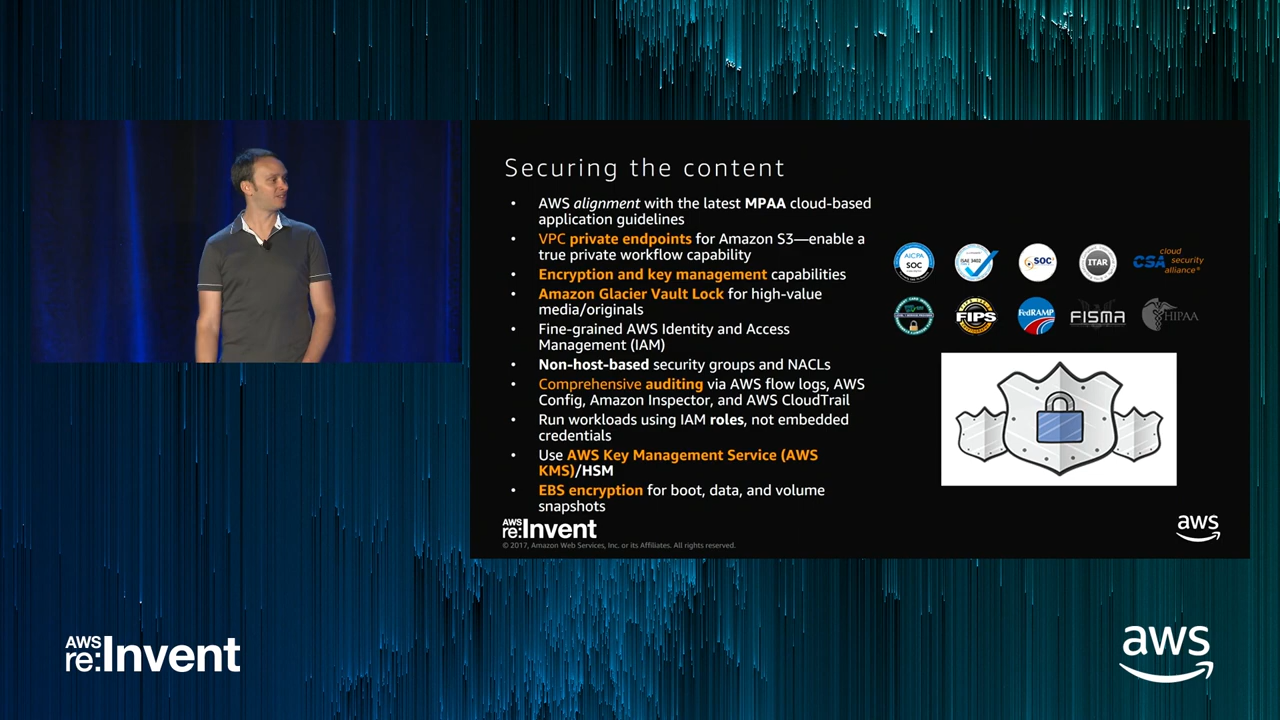 Securing the content
• AWS alignment with the latest MPAA cloud-based
application guidelines
• VPC private endpoints for Amazon S3—enable a
true private workflow capability
• Encryption and key management capabilities
• Amazon Glacier Vault Lock for high-value
media/originals
• Fine-grained AWS Identity and Access
Management (IAM)
• Non-host-based security groups and NACLs
• Comprehensive auditing via AWS flow logs, AWS
Config, Amazon Inspector, and AWS CloudTrail
• Run workloads using IAM roles, not embedded
credentials
• Use AWS Key Management Service (AWS
KMS)/HSM
• EBS encryption for boot, data, and volume
snapshots
AICPA
SOC
ISAE 3402
SOC
ITAR
CSA cloud
security
alliance®
FIPS
FedRAMP
FISMA
HIPAA
AWS
re:Invent
© 2017, Amazon Web Services, Inc. or its Affiliates. All rights reserved.
aws
AWS
re:Invent
aws